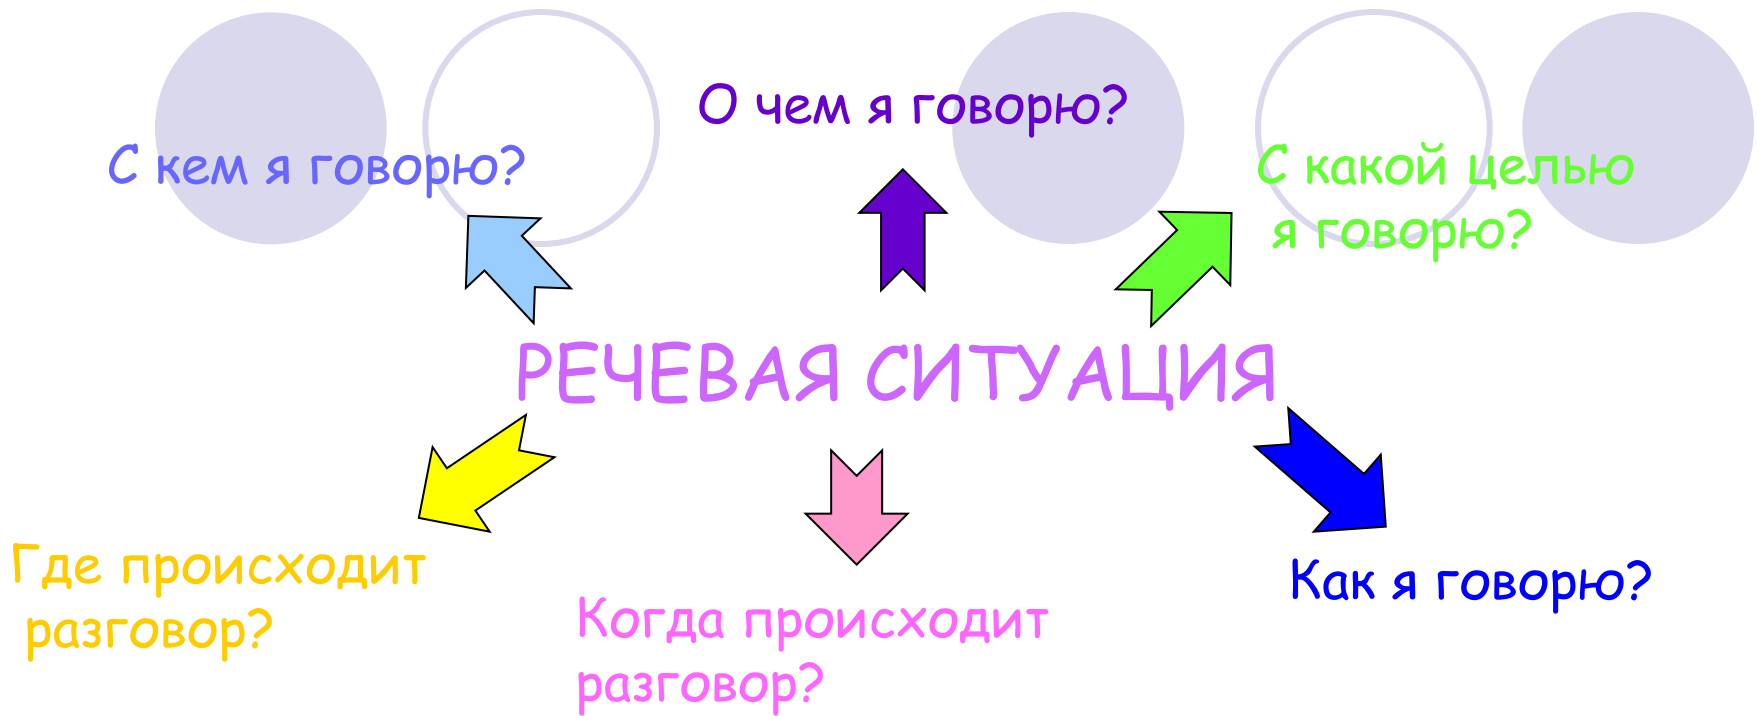 О чем я говорю?
С кем я говорю?
С какой целью
я говорю?
РЕЧЕВАЯ СИТУАЦИЯ
Где происходит
разговор?
Когда происходит
разговор?
Как я говорю?